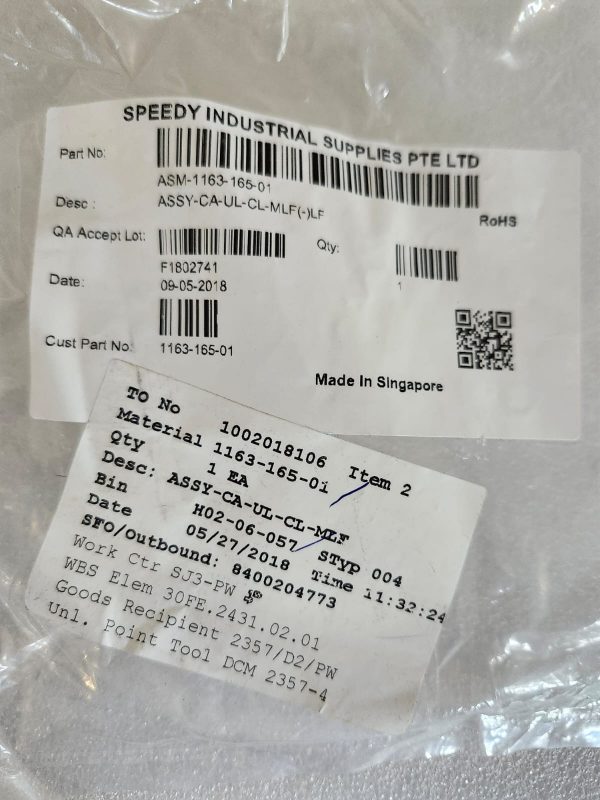 SPEEDY INDUSTRIAL SUPPLIES PTE LTD
Part No:
ASM-1163-165-01
Desc : ASSY-CA-UL-CL-MLF(-)LF
RoHS
QA Accept Lot:
F1802741
Qty:
1
Date: 09-05-2018
Cust Part No: 1163-165-01
Made In Singapore
TO No 1002018106 Item 2
Material 1163-165-01
Qty 1 EA
Desc: ASSY-CA-UL-CL-MLF
Bin H02-06-057 STyp 004
Date 05/27/2018 Time 11:32:24
SFO/Outbound: 8400204773
Work Ctr SJ3-PW
WBS Elem 30FE.2431.02.01
Goods Recipient 2357/D2/PW
Unl. Point Tool DCM 2357-4